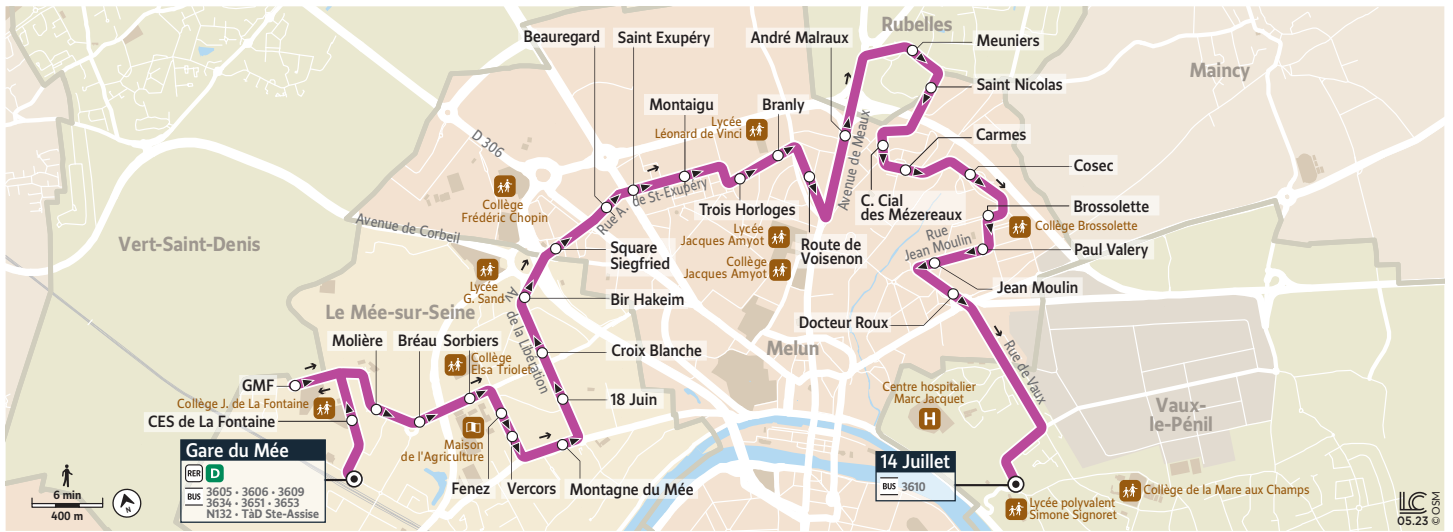 Rubelles
Beauregard
Saint Exupéry
André Malraux
Meuniers
Maincy
Saint Nicolas
Montaigu
Branly
Lycée
Léonard de Vinci
D 306
Avenue de Meaux
Carmes
Cosec
Collège
Frédéric Chopin
Rue A. de St-Exupéry
Trois Horloges
C. Cial
des Mézereaux
Brossolette
Collège Brossolette
Avenue de Corbeil
Vert-Saint-Denis
Lycée
Jacques Amyot
Collège
Jacques Amyot
Route de
Voisenon
Rue
Jean Moulin
Paul Valery
Square
Siegfried
Lycée
G. Sand
Jean Moulin
Bir Hakeim
Av. de la Libération
Le Mée-sur-Seine
Docteur Roux
Molière
Bréau
Sorbiers
Croix Blanche
Melun
Collège
Elsa Triolet
Rue de Vaux
GMF
Collège J. de La Fontaine
CES de La Fontaine
18 Juin
Centre hospitalier
Marc Jacquet
H
Vaux-
le-Pénil
Maison
de l'Agriculture
Gare du Mée
RER D
BUS 3605 • 3606 • 3609
3634 • 3651 • 3653
N132 • TàD Ste-Assise
Fenez
Vercors
Montagne du Mée
14 Juillet
BUS 3610
Collège de la Mare aux Champs
Lycée polyvalent
Simone Signoret
6 min
400 m
N
LC
05.23
© OSM